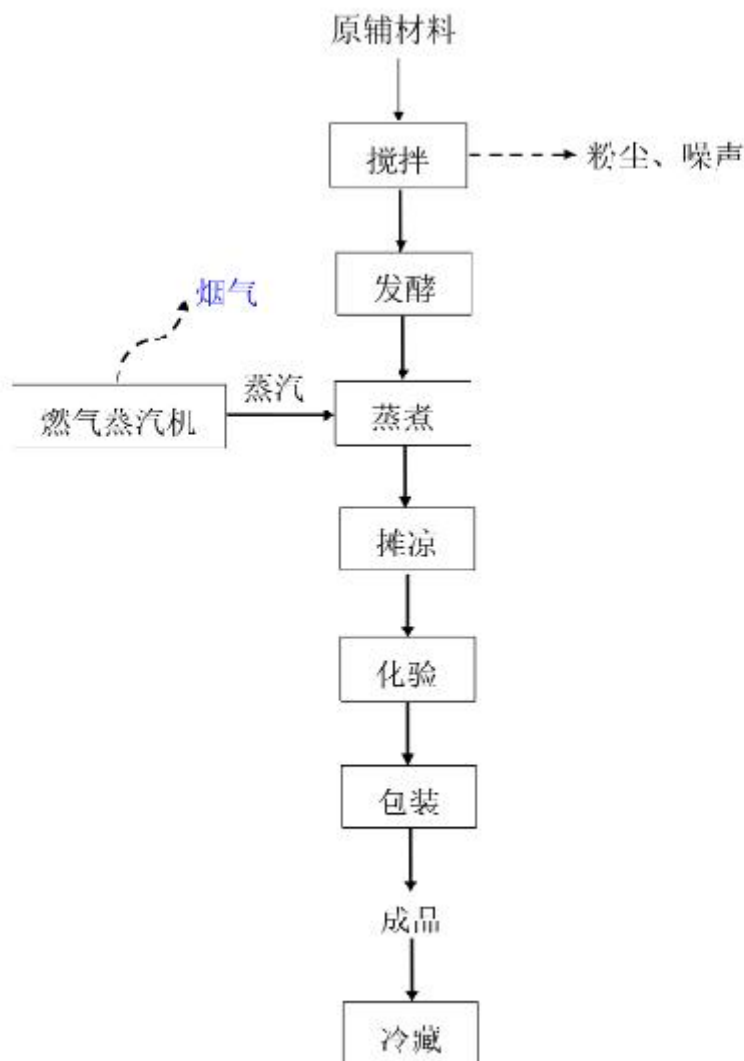 原辅材料
搅拌
粉尘、噪声
发酵
烟气
蒸汽
燃气蒸汽机
蒸煮
摊凉
化验
包装
成品
冷藏